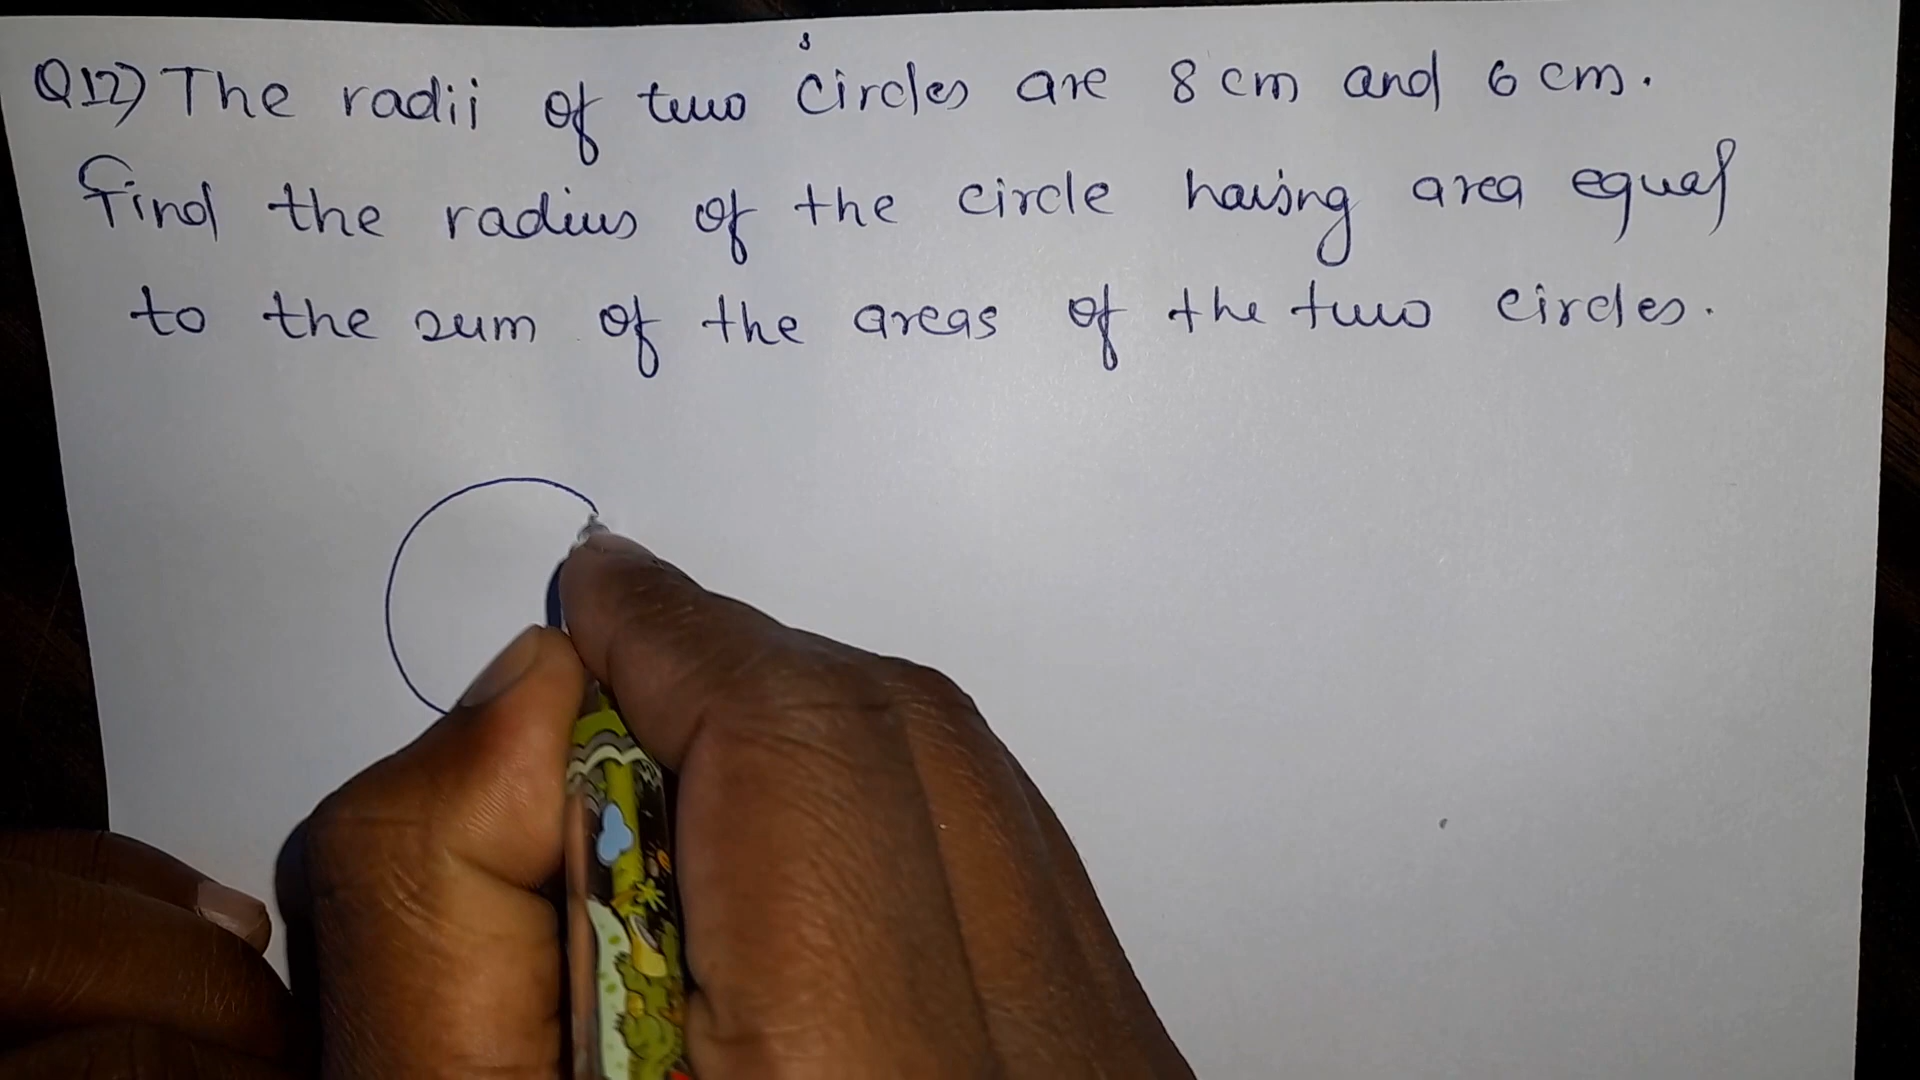 Q12) The radii of two circles are 8 cm and 6 cm.
Find the radius of the circle having area equal
to the sum of the areas of the two circles.